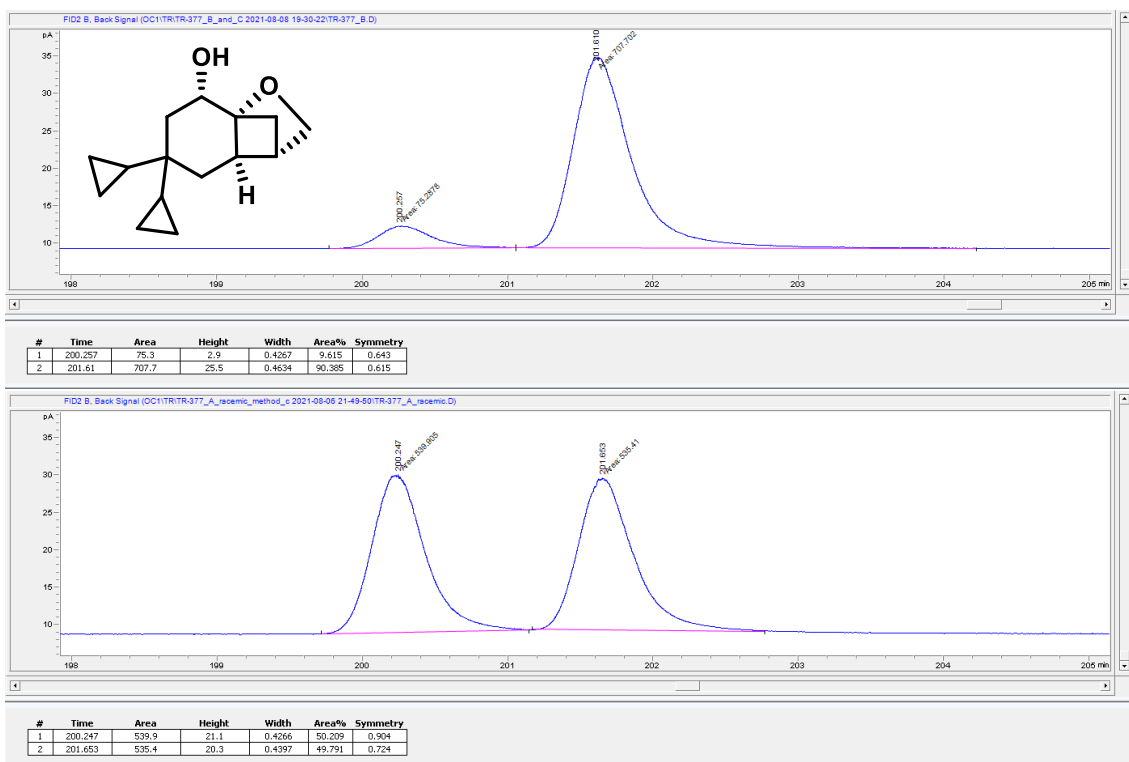 FID2 B, Back Signal (OC1\TR\TR-377_B_and_C 2021-08-08 19-30-22\TR-377_B.D)
pA
35
30
25
20
15
10
OH
O
H
200.257
Area: 75.2878
201.610
Area: 707.702
198 199 200 201 202 203 204 205 min
# Time Area Height Width Area% Symmetry
1 200.257 75.3 2.9 0.4267 9.615 0.643
2 201.61 707.7 25.5 0.4634 90.385 0.615
FID2 B, Back Signal (OC1\TR\TR-377_A_racemic_method_c 2021-08-06 21-49-50\TR-377_A_racemic.D)
pA
35
30
25
20
15
10
200.247
Area: 539.905
201.653
Area: 535.41
198 199 200 201 202 203 204 205 min
# Time Area Height Width Area% Symmetry
1 200.247 539.9 21.1 0.4266 50.209 0.904
2 201.653 535.4 20.3 0.4397 49.791 0.724